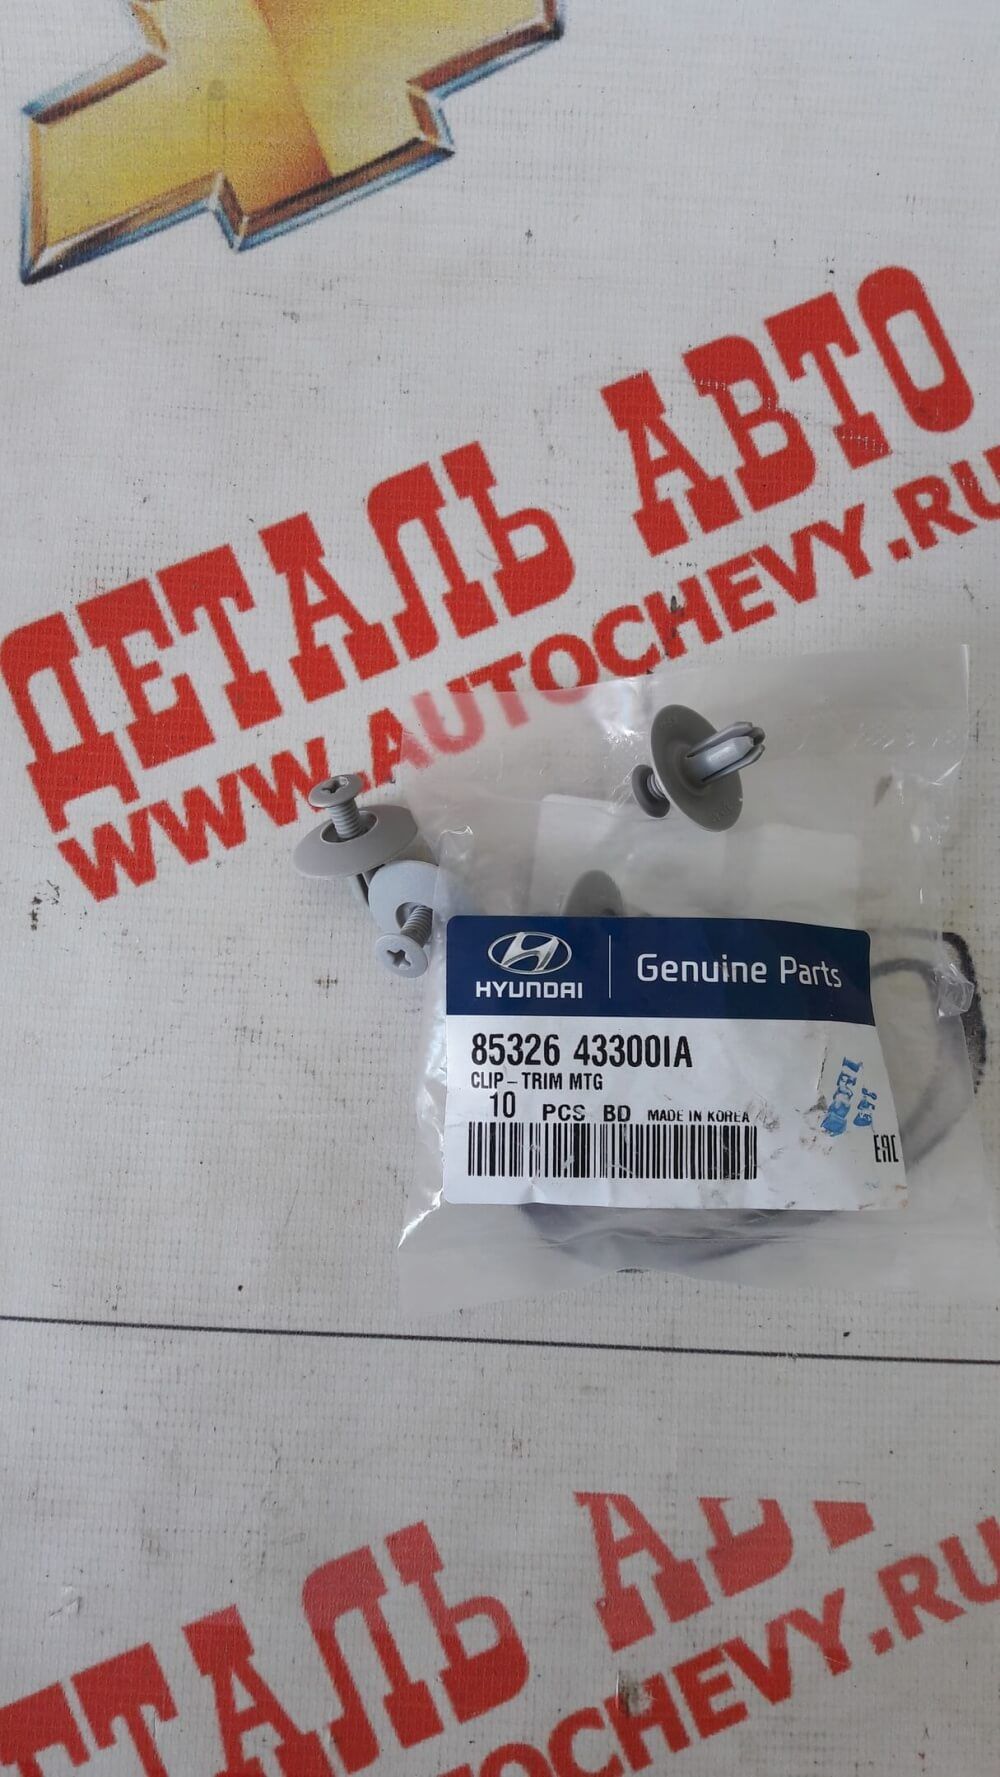 ДЕТАЛЬ АВТО
WWW.AUTOCHEVY.RU
HYUNDAI
Genuine Parts
85326 43300IA
CLIP-TRIM MTG
10 PCS BD MADE IN KOREA
EAC
ДЕТАЛЬ АВТО
AUTOCHEVY.RU